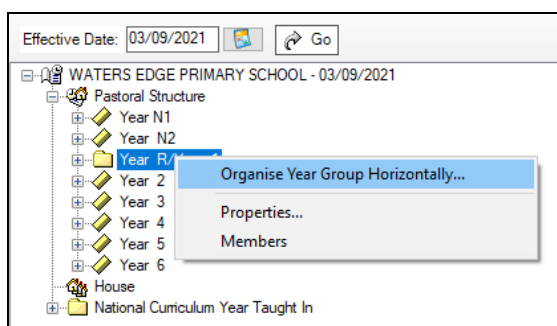 Effective Date: 03/09/2021 Go
WATERS EDGE PRIMARY SCHOOL - 03/09/2021
Pastoral Structure
Year N1
Year N2
Year R/
Year 2
Year 3
Year 4
Year 5
Year 6
House
National Curriculum Year Taught In
Organise Year Group Horizontally...
Properties...
Members